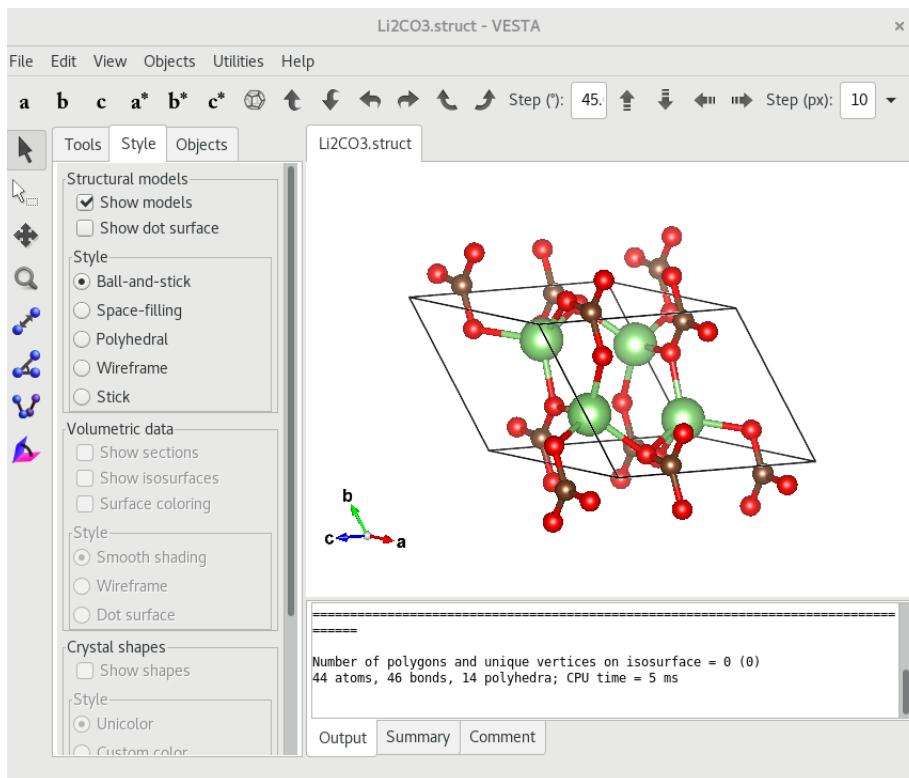 Li2CO3.struct - VESTA ×
File Edit View Objects Utilities Help
a b c a* b* c* Step (°): 45. Step (px): 10
Tools Style Objects
Li2CO3.struct
Structural models
Show models
Show dot surface
Style
Ball-and-stick
Space-filling
Polyhedral
Wireframe
Stick
Volumetric data
Show sections
Show isosurfaces
Surface coloring
Style
Smooth shading
Wireframe
Dot surface
Crystal shapes
Show shapes
Style
Unicolor
Custom color
b
c
a
=============================================================================
======
Number of polygons and unique vertices on isosurface = 0 (0)
44 atoms, 46 bonds, 14 polyhedra; CPU time = 5 ms
Output Summary Comment